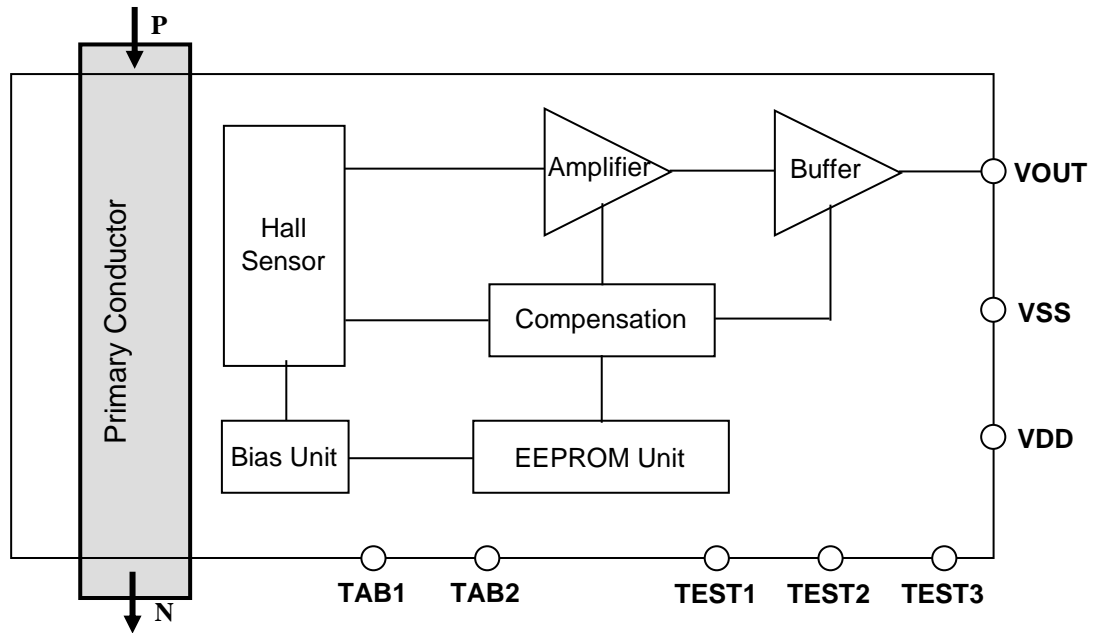 P
Primary Conductor
Hall
Sensor
Amplifier
Buffer
VOUT
Compensation
VSS
Bias Unit
EEPROM Unit
VDD
TAB1
TAB2
TEST1
TEST2
TEST3
N